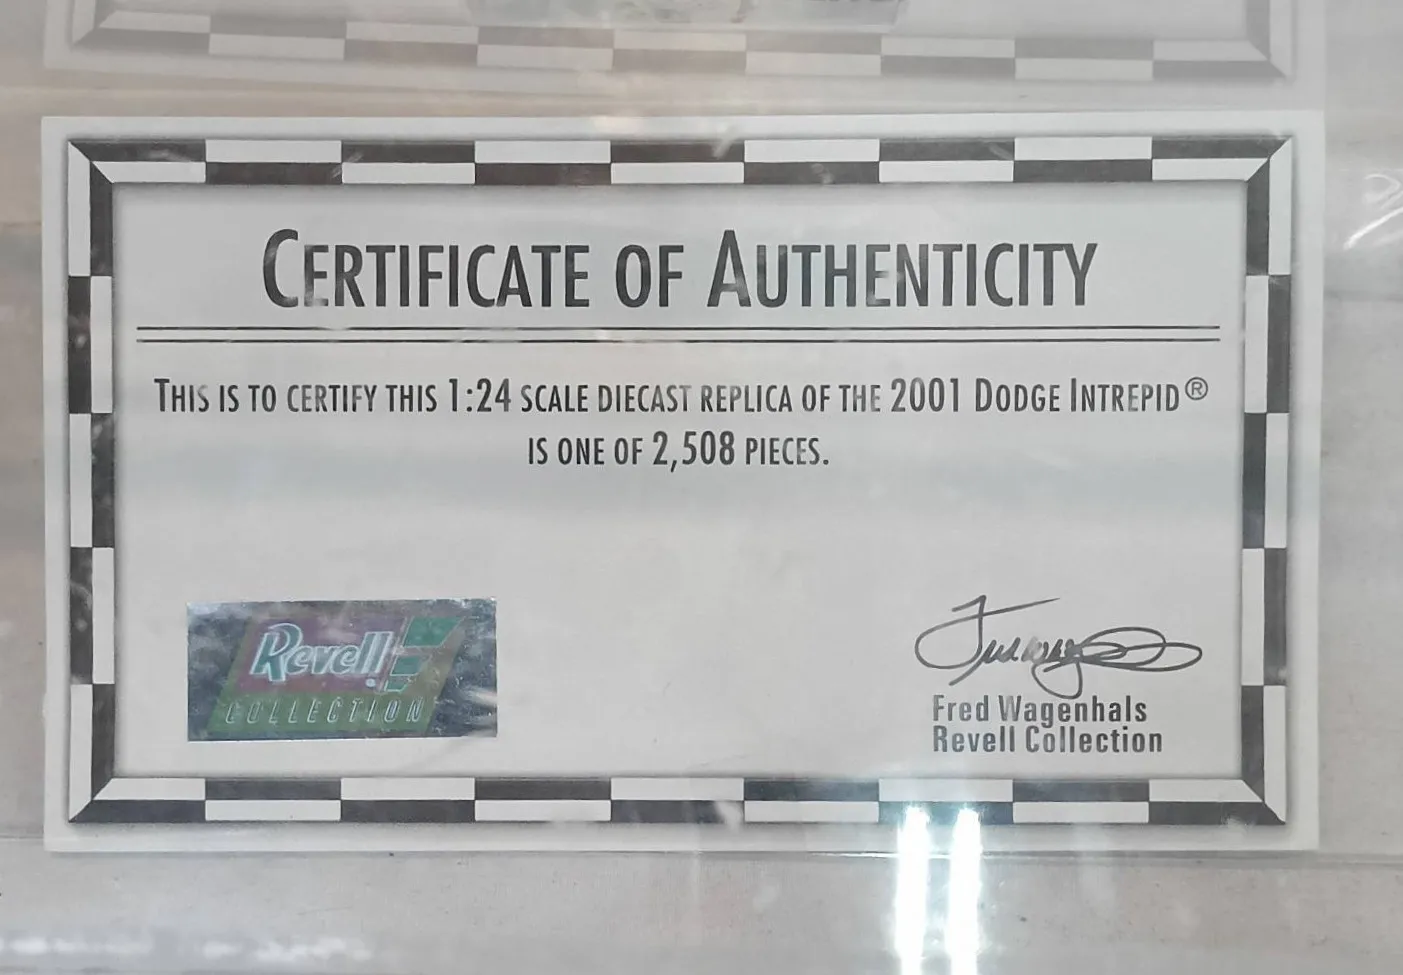 CERTIFICATE OF AUTHENTICITY
THIS IS TO CERTIFY THIS 1:24 SCALE DIECAST REPLICA OF THE 2001 DODGE INTREPID®
IS ONE OF 2,508 PIECES.
Revell
COLLECTION
Fred Wagenhals
Revell Collection